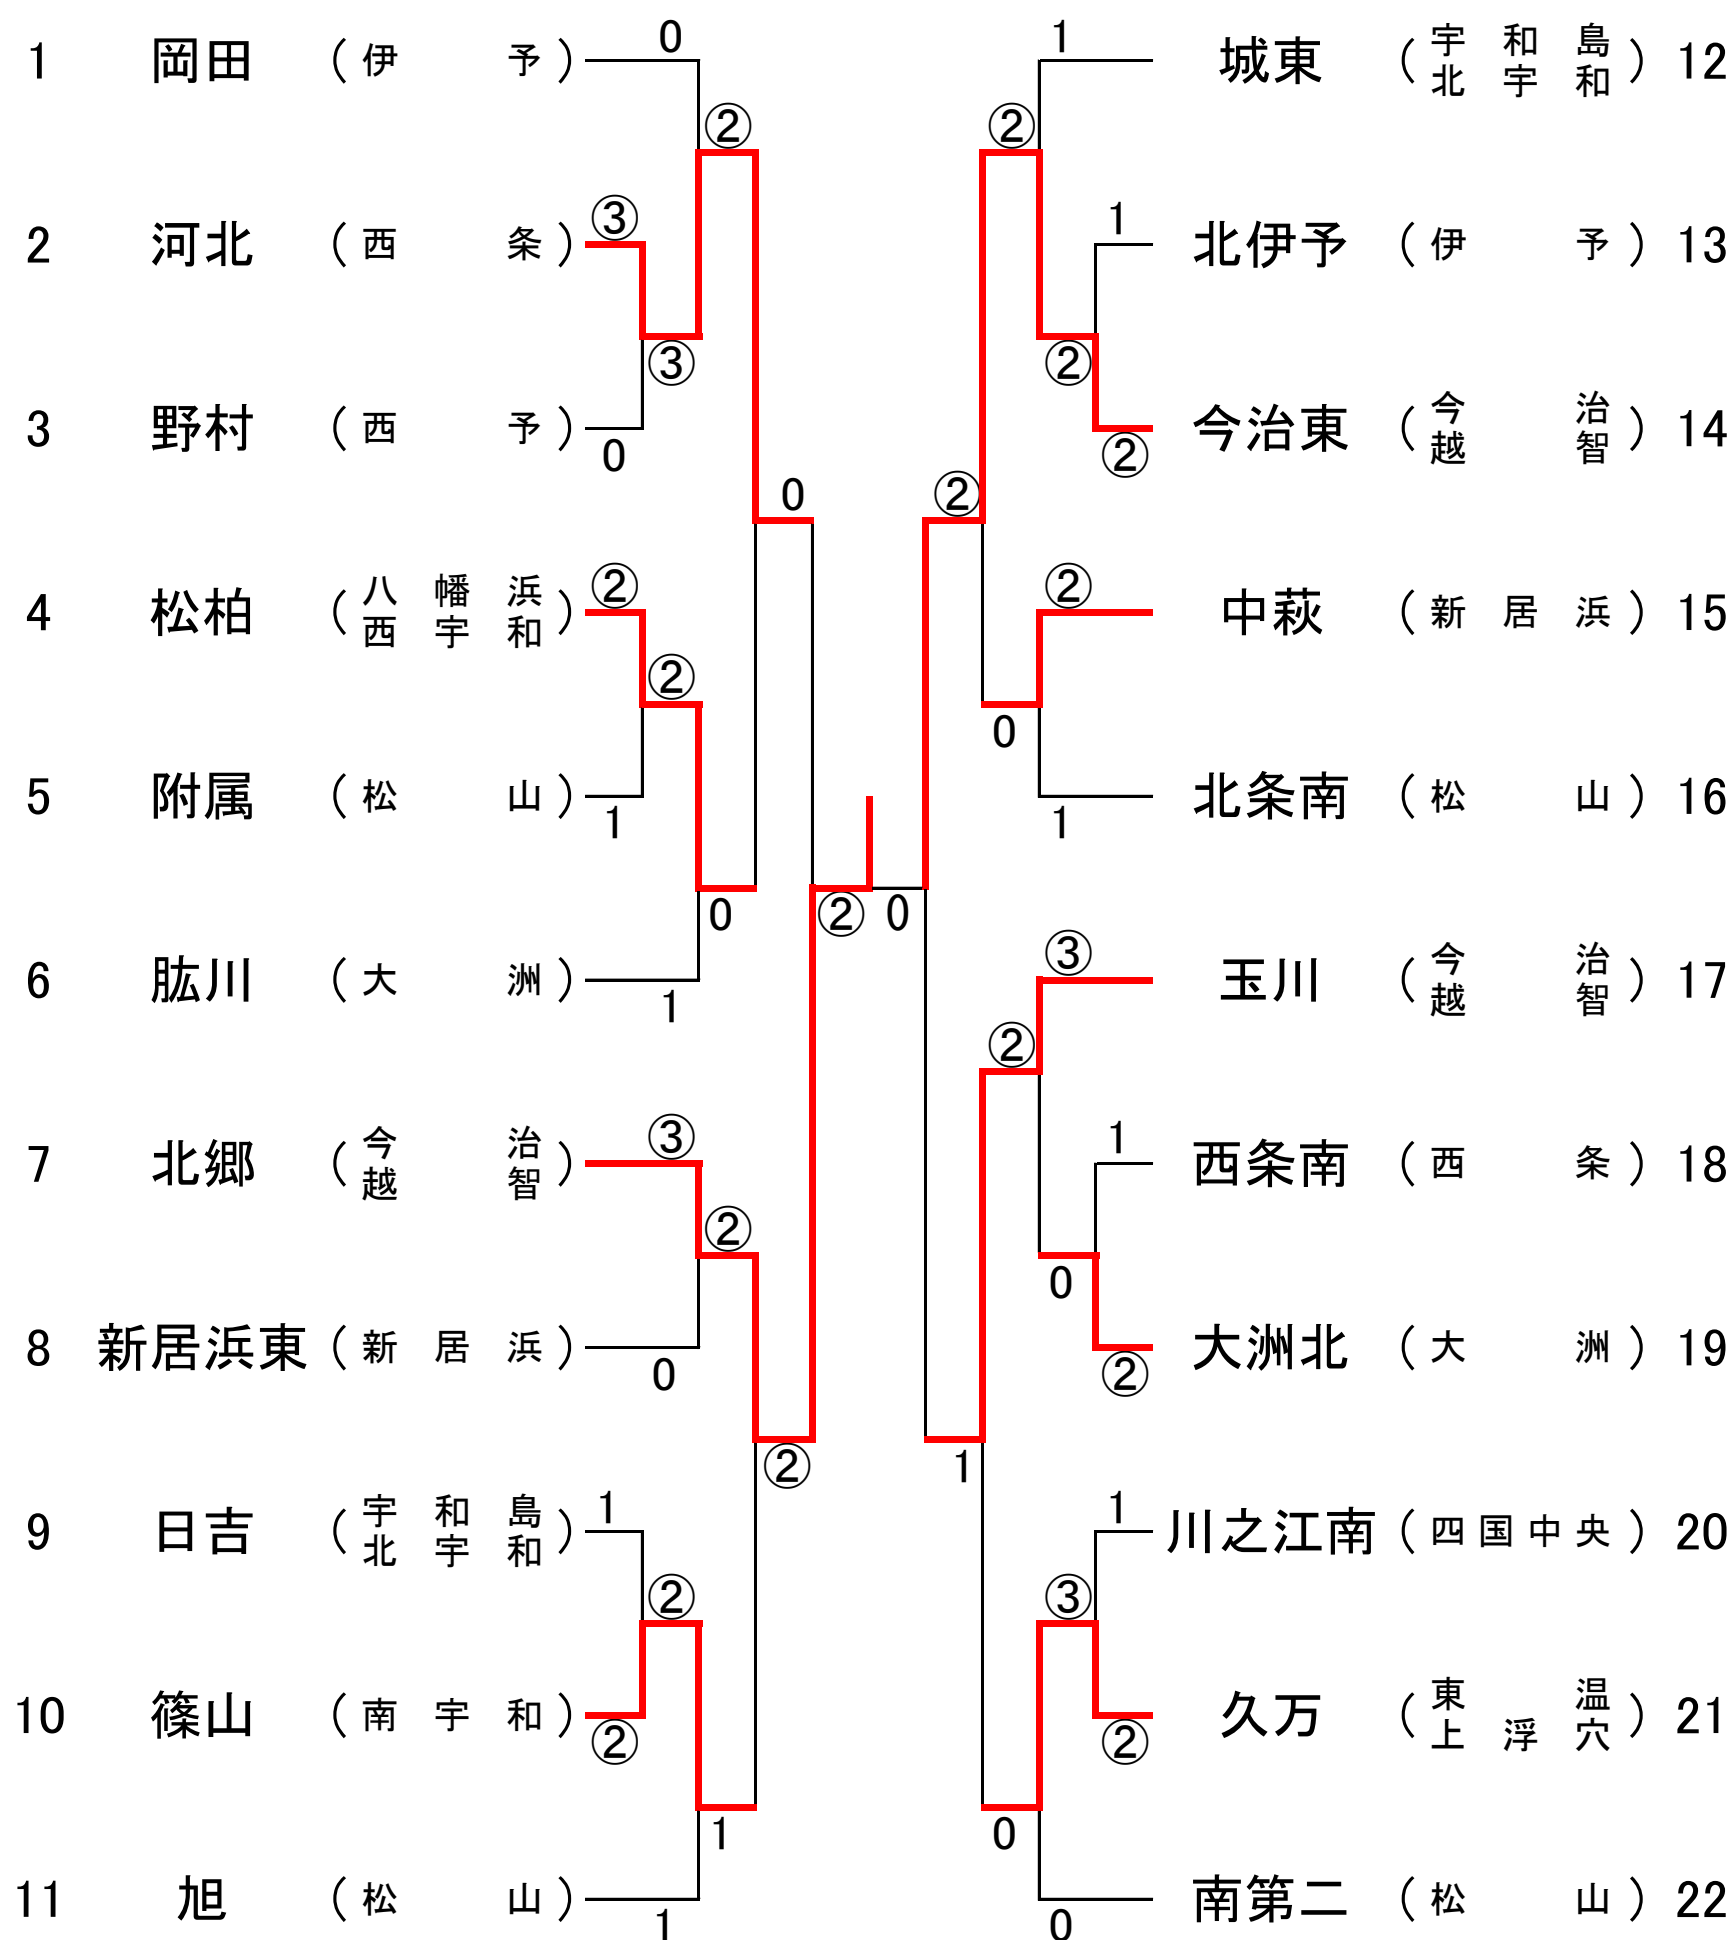 1 岡田 (伊予) 0
②
2 河北 (西条) ③
③
3 野村 (西予) 0
0
4 松柏 (八幡浜 西宇和) ②
②
5 附属 (松山) 1
0
②
6 肱川 (大洲) 1
7 北郷 (今治 越智) ③
②
8 新居浜東 (新居浜) 0
②
9 日吉 (宇和島 北宇和) 1
②
10 篠山 (南宇和) ②
1
11 旭 (松山) 1
1 城東 (宇和島 北宇和) 12
②
1 北伊予 (伊予) 13
②
② 今治東 (今治 越智) 14
②
② 中萩 (新居浜) 15
0
1 北条南 (松山) 16
0
③ 玉川 (今治 越智) 17
②
1 西条南 (西条) 18
0
② 大洲北 (大洲) 19
1
1 川之江南 (四国中央) 20
③
② 久万 (東温 上浮穴) 21
0
0 南第二 (松山) 22